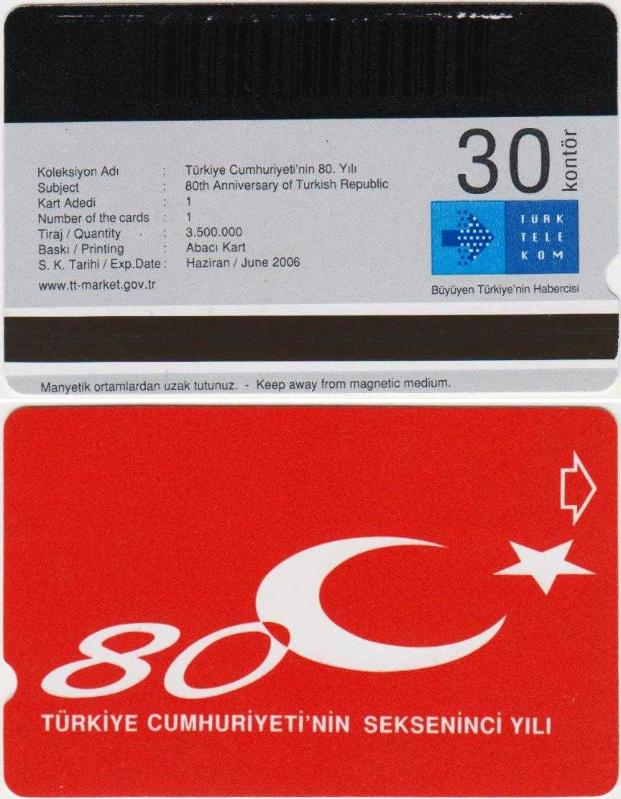 30 kontör
Koleksiyon Adı : Türkiye Cumhuriyeti'nin 80. Yılı
Subject : 80th Anniversary of Turkish Republic
Kart Adedi : 1
Number of the cards : 1
Tiraj / Quantity : 3.500.000
Baskı / Printing : Abacı Kart
S. K. Tarihi / Exp.Date : Haziran / June 2006
www.tt-market.gov.tr
TÜRK
TELE
KOM
Büyüyen Türkiye'nin Habercisi
Manyetik ortamlardan uzak tutunuz. - Keep away from magnetic medium.
80
TÜRKİYE CUMHURİYETİ'NİN SEKSENİNCİ YILI